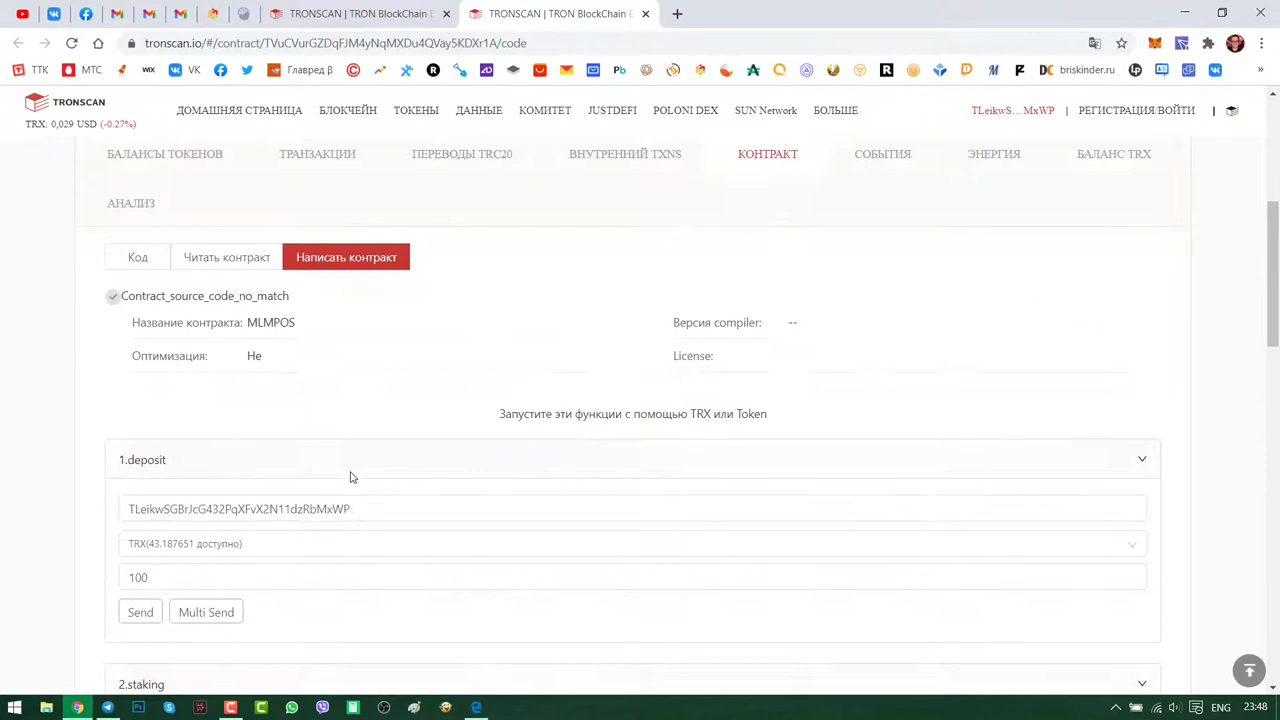 TRONSCAN | TRON BlockChain E
TRONSCAN | TRON BlockChain E
tronscan.io/#/contract/TVuCVurGZDqFJM4yNqMXDu4QVay5KDXr1A/code
ТТК
МТС
WIX
VK
Главред β
Pb
briskinder.ru
Lp
»
TRONSCAN
TRX: 0,029 USD (-0.27%)
ДОМАШНЯЯ СТРАНИЦА
БЛОКЧЕЙН
ТОКЕНЫ
ДАННЫЕ
КОМИТЕТ
JUSTDEFI
POLONI DEX
SUN Network
БОЛЬШЕ
TLeikwS…MxWP
РЕГИСТРАЦИЯ/ВОЙТИ
БАЛАНСЫ ТОКЕНОВ
ТРАНЗАКЦИИ
ПЕРЕВОДЫ TRC20
ВНУТРЕННИЙ TXNS
КОНТРАКТ
СОБЫТИЯ
ЭНЕРГИЯ
БАЛАНС TRX
АНАЛИЗ
Код
Читать контракт
Написать контракт
Contract_source_code_no_match
Название контракта: MLMPOS
Версия compiler: --
Оптимизация: Не
License:
Запустите эти функции с помощью TRX или Token
1.deposit
TLeikwSGBrJcG432PqXFvX2N11dzRbMxWP
TRX(43.187651 доступно)
100
Send
Multi Send
2.staking
ENG
23:48